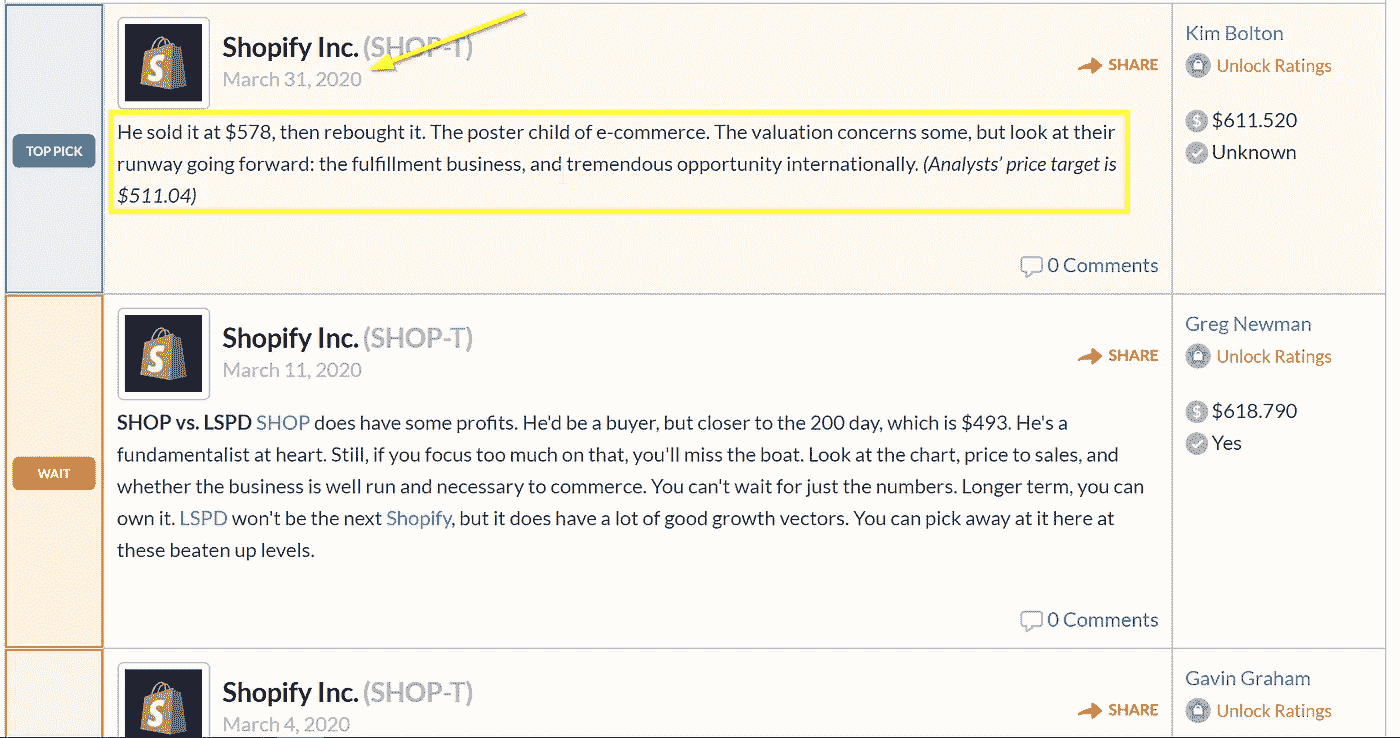 Shopify Inc. (SHOP-T)
March 31, 2020
SHARE
TOP PICK
He sold it at $578, then rebought it. The poster child of e-commerce. The valuation concerns some, but look at their
runway going forward: the fulfillment business, and tremendous opportunity internationally. (Analysts' price target is
$511.04)
0 Comments
Kim Bolton
Unlock Ratings
$611.520
Unknown
Shopify Inc. (SHOP-T)
March 11, 2020
SHARE
WAIT
SHOP vs. LSPD SHOP does have some profits. He'd be a buyer, but closer to the 200 day, which is $493. He's a
fundamentalist at heart. Still, if you focus too much on that, you'll miss the boat. Look at the chart, price to sales, and
whether the business is well run and necessary to commerce. You can't wait for just the numbers. Longer term, you can
own it. LSPD won't be the next Shopify, but it does have a lot of good growth vectors. You can pick away at it here at
these beaten up levels.
0 Comments
Greg Newman
Unlock Ratings
$618.790
Yes
Shopify Inc. (SHOP-T)
March 4, 2020
SHARE
Gavin Graham
Unlock Ratings